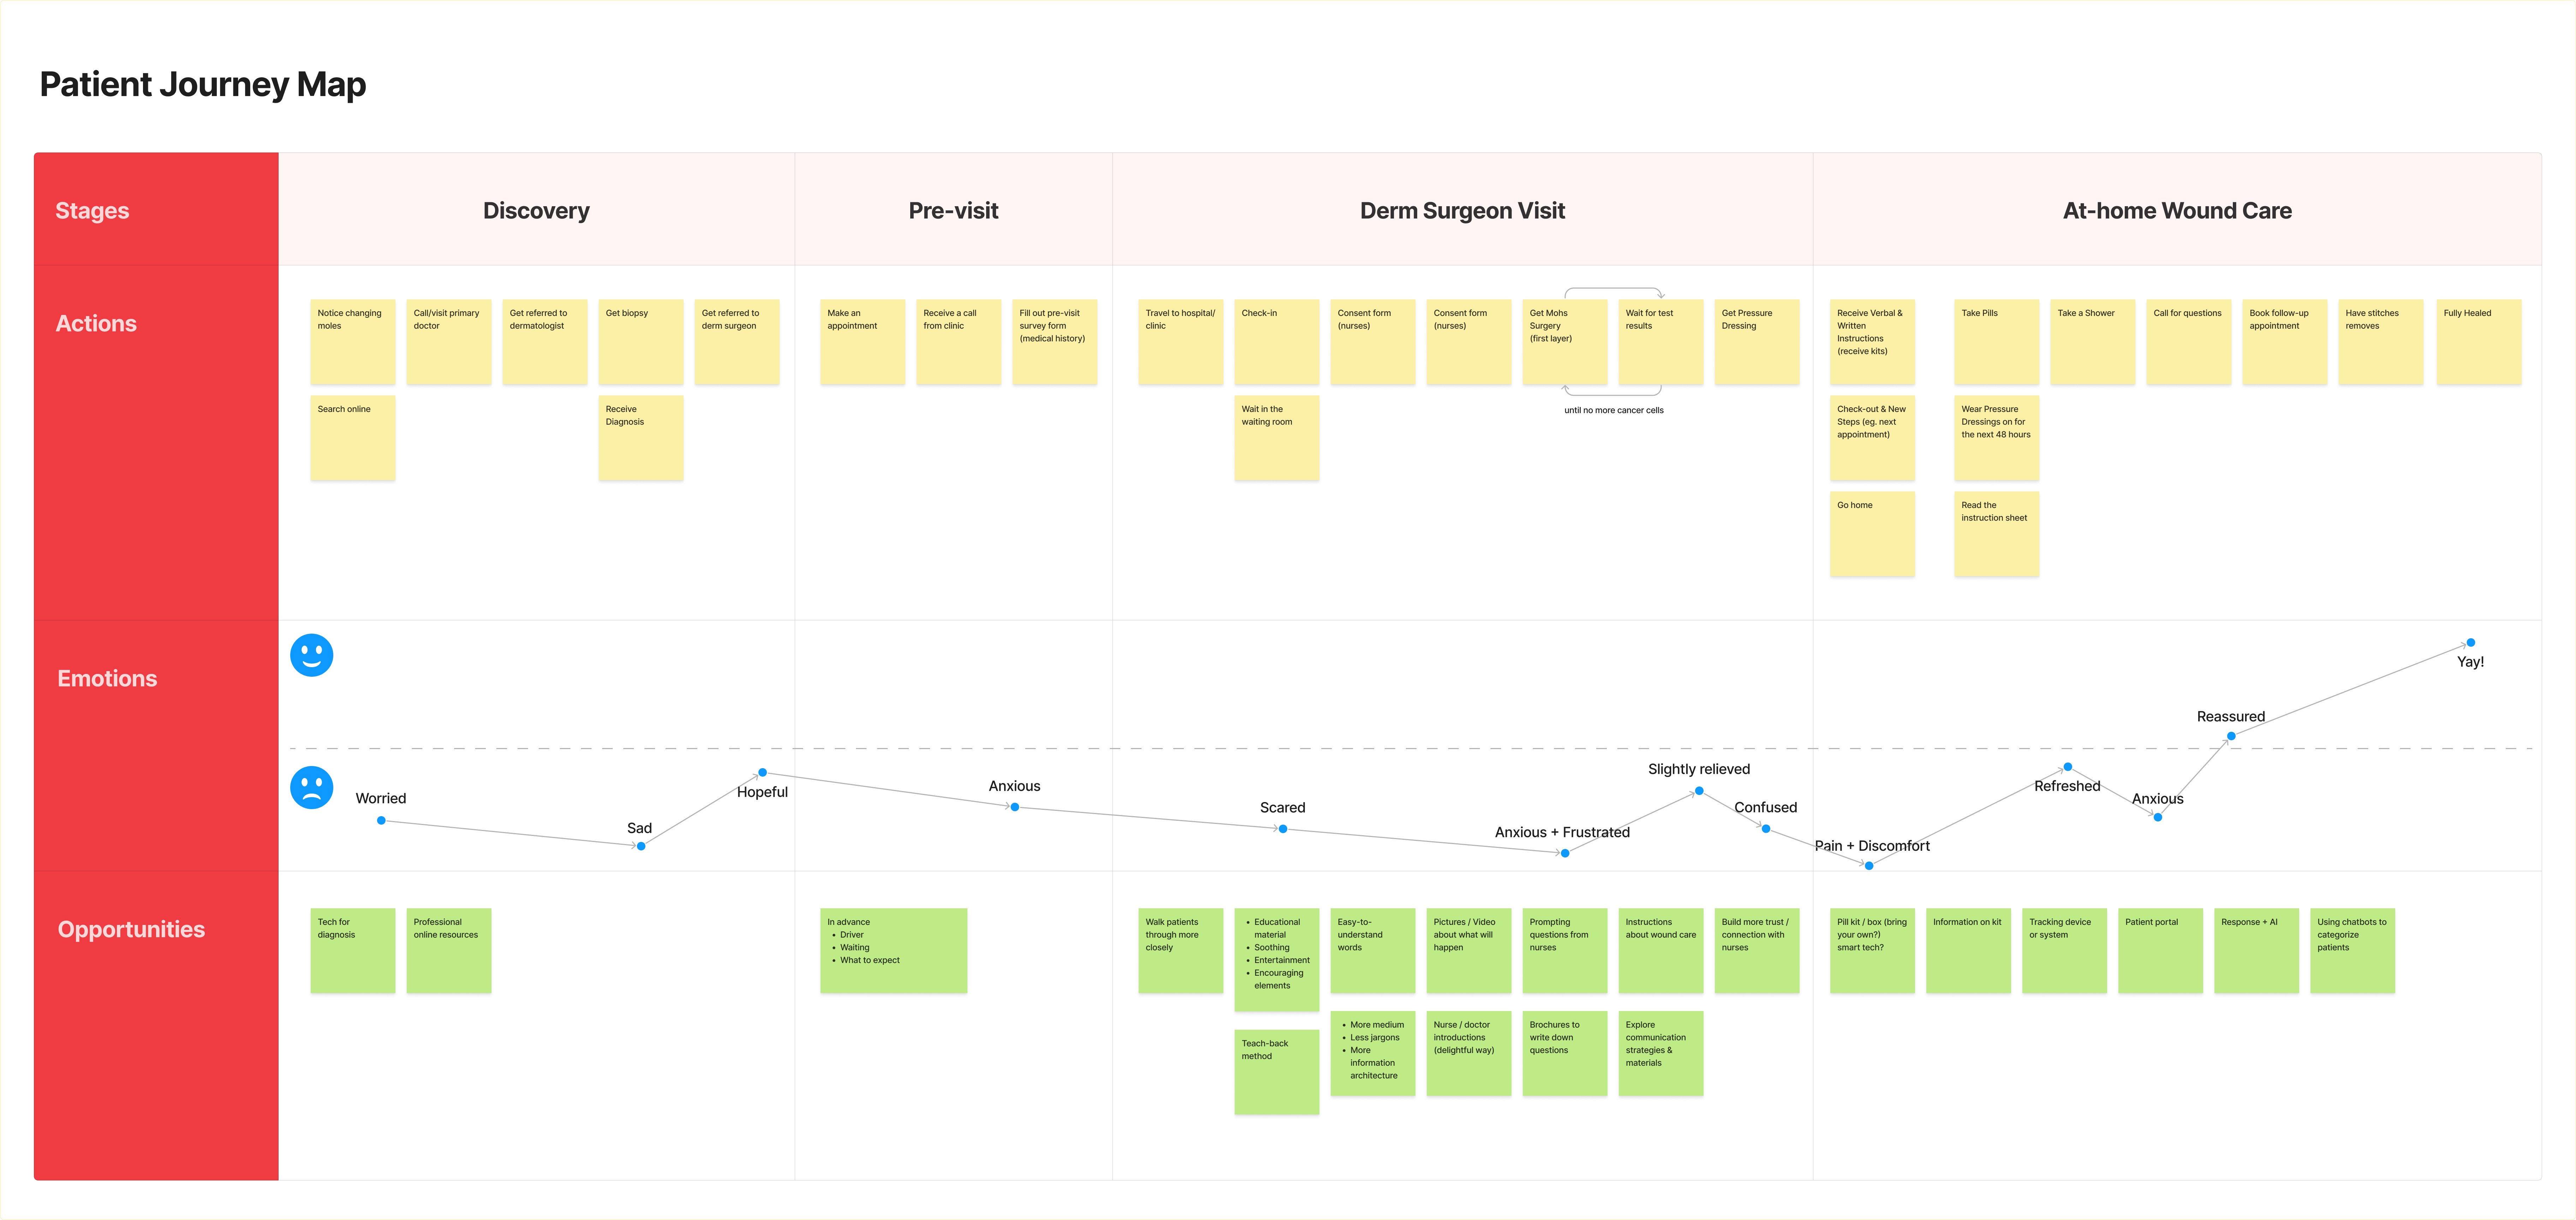 Patient Journey Map
Stages
Discovery
Pre-visit
Derm Surgeon Visit
At-home Wound Care
Actions
Notice changing
moles
Call/visit primary
doctor
Get referred to
dermatologist
Get biopsy
Get referred to
derm surgeon
Search online
Receive
Diagnosis
Make an
appointment
Receive a call
from clinic
Fill out pre-visit
survey form
(medical history)
Travel to hospital/
clinic
Check-in
Consent form
(nurses)
Consent form
(nurses)
Get Mohs
Surgery
(first layer)
Wait for test
results
Get Pressure
Dressing
Wait in the
waiting room
until no more cancer cells
Receive Verbal &
Written
Instructions
(receive kits)
Take Pills
Take a Shower
Call for questions
Book follow-up
appointment
Have stitches
removes
Fully Healed
Check-out & New
Steps (eg. next
appointment)
Wear Pressure
Dressings on for
the next 48 hours
Go home
Read the
instruction sheet
Emotions
Worried
Sad
Hopeful
Anxious
Scared
Anxious + Frustrated
Slightly relieved
Confused
Pain + Discomfort
Refreshed
Anxious
Reassured
Yay!
Opportunities
Tech for
diagnosis
Professional
online resources
In advance
• Driver
• Waiting
• What to expect
Walk patients
through more
closely
• Educational
material
• Soothing
• Entertainment
• Encouraging
elements
Easy-to-
understand
words
Pictures / Video
about what will
happen
Prompting
questions from
nurses
Instructions
about wound care
Build more trust /
connection with
nurses
Teach-back
method
• More medium
• Less jargons
• More
information
architecture
Nurse / doctor
introductions
(delightful way)
Brochures to
write down
questions
Explore
communication
strategies &
materials
Pill kit / box (bring
your own?)
smart tech?
Information on kit
Tracking device
or system
Patient portal
Response + AI
Using chatbots to
categorize
patients